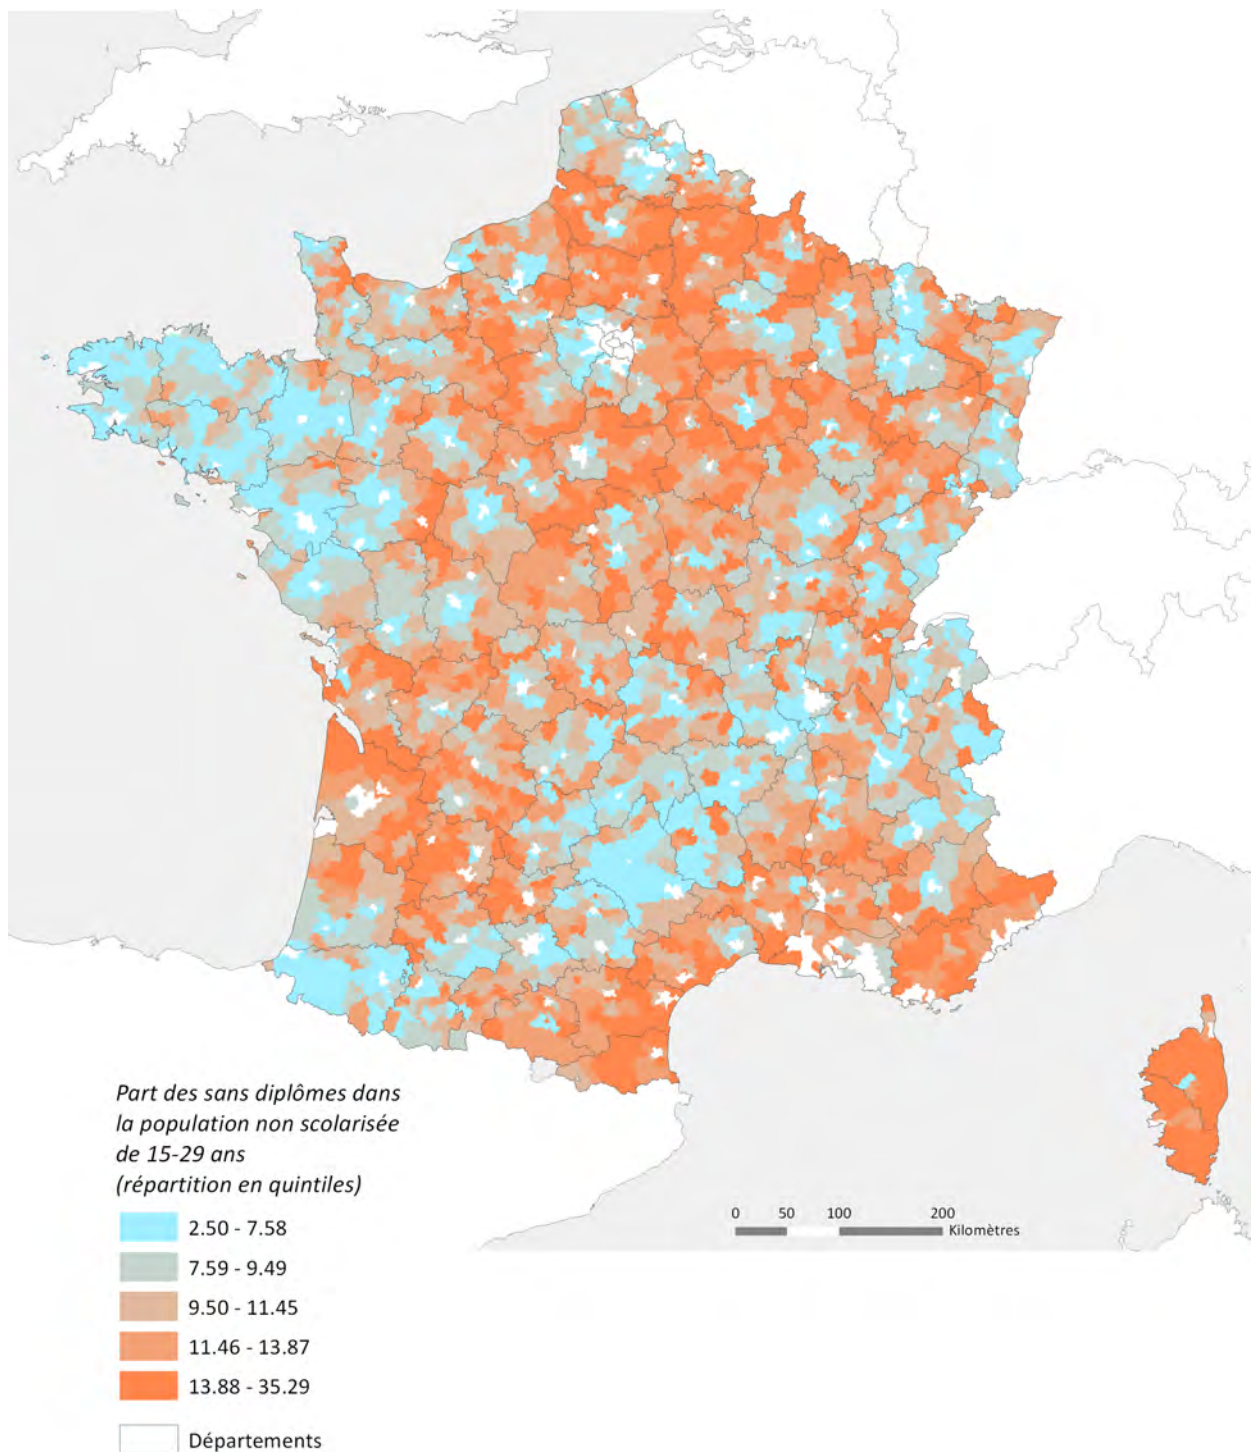 Part des sans diplômes dans
la population non scolarisée
de 15-29 ans
(répartition en quintiles)
2.50 - 7.58
7.59 - 9.49
9.50 - 11.45
11.46 - 13.87
13.88 - 35.29
Départements
0 50 100 200
Kilomètres